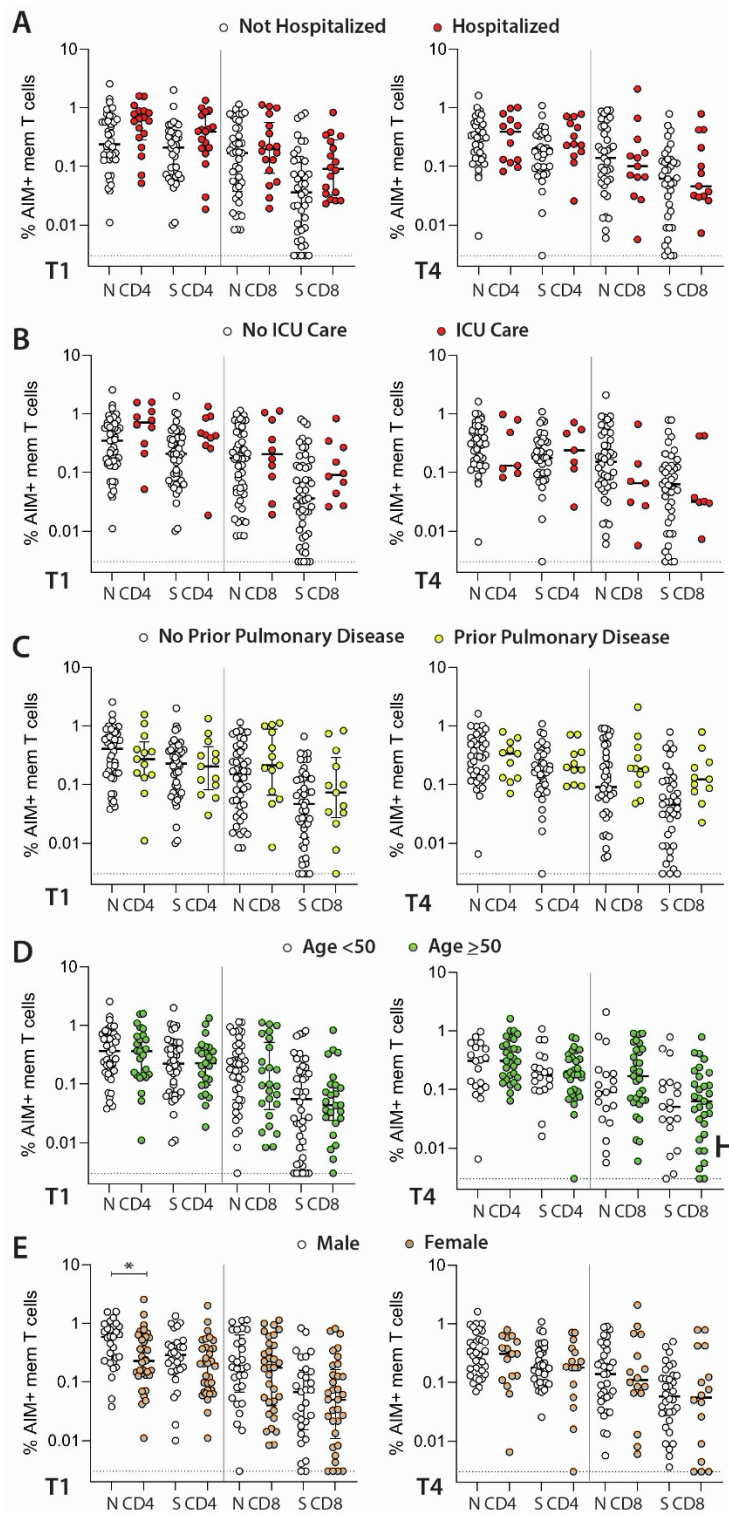 A
Not Hospitalized Hospitalized
% AIM+ mem T cells
10
1
0.1
0.01
T1
N CD4 S CD4 N CD8 S CD8
% AIM+ mem T cells
10
1
0.1
0.01
T4
N CD4 S CD4 N CD8 S CD8
B
No ICU Care ICU Care
% AIM+ mem T cells
10
1
0.1
0.01
T1
N CD4 S CD4 N CD8 S CD8
% AIM+ mem T cells
10
1
0.1
0.01
T4
N CD4 S CD4 N CD8 S CD8
C
No Prior Pulmonary Disease Prior Pulmonary Disease
% AIM+ mem T cells
10
1
0.1
0.01
T1
N CD4 S CD4 N CD8 S CD8
% AIM+ mem T cells
10
1
0.1
0.01
T4
N CD4 S CD4 N CD8 S CD8
D
Age <50 Age ≥50
% AIM+ mem T cells
10
1
0.1
0.01
T1
N CD4 S CD4 N CD8 S CD8
% AIM+ mem T cells
10
1
0.1
0.01
T4
N CD4 S CD4 N CD8 S CD8
E
Male Female
% AIM+ mem T cells
10
1
0.1
0.01
*
T1
N CD4 S CD4 N CD8 S CD8
% AIM+ mem T cells
10
1
0.1
0.01
T4
N CD4 S CD4 N CD8 S CD8